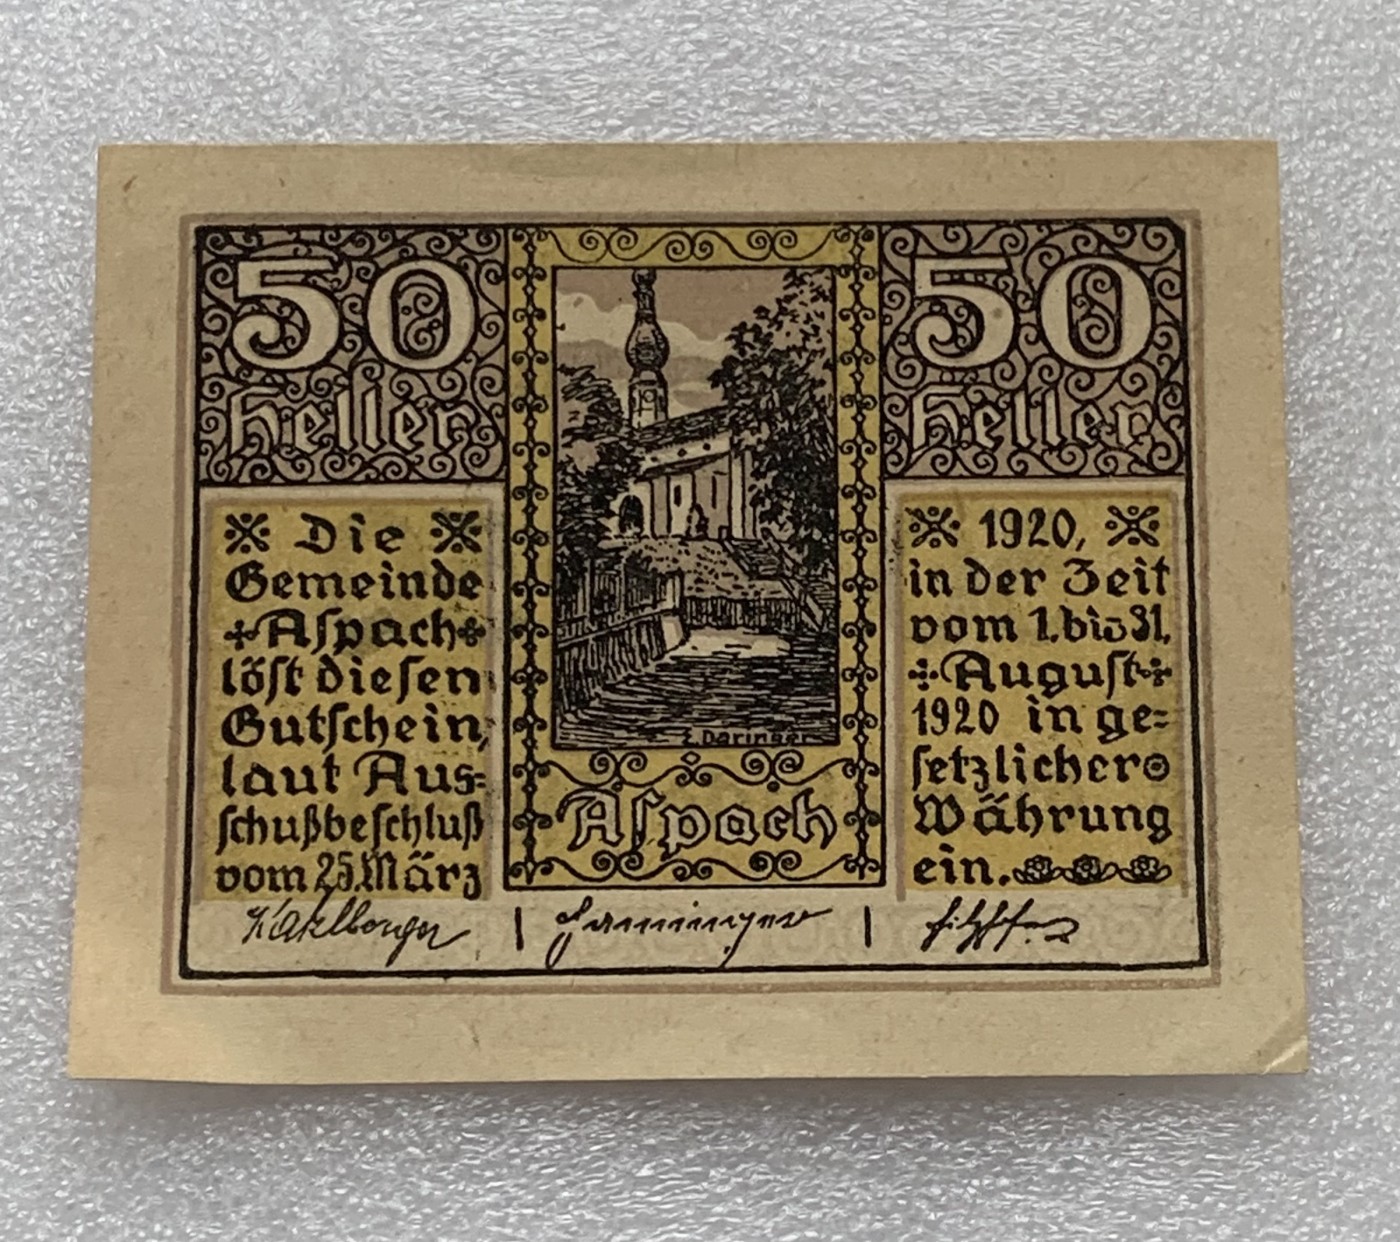 50
Heller
50
Heller
Die
Gemeinde
Aspach
löst diesen
Gutschein,
laut Aus=
schußbeschluß
vom 25. März
E. Daringer
Aspach
1920,
in der Zeit
vom 1. bis 31.
August
1920 in ge=
setzlicher
Währung
ein.